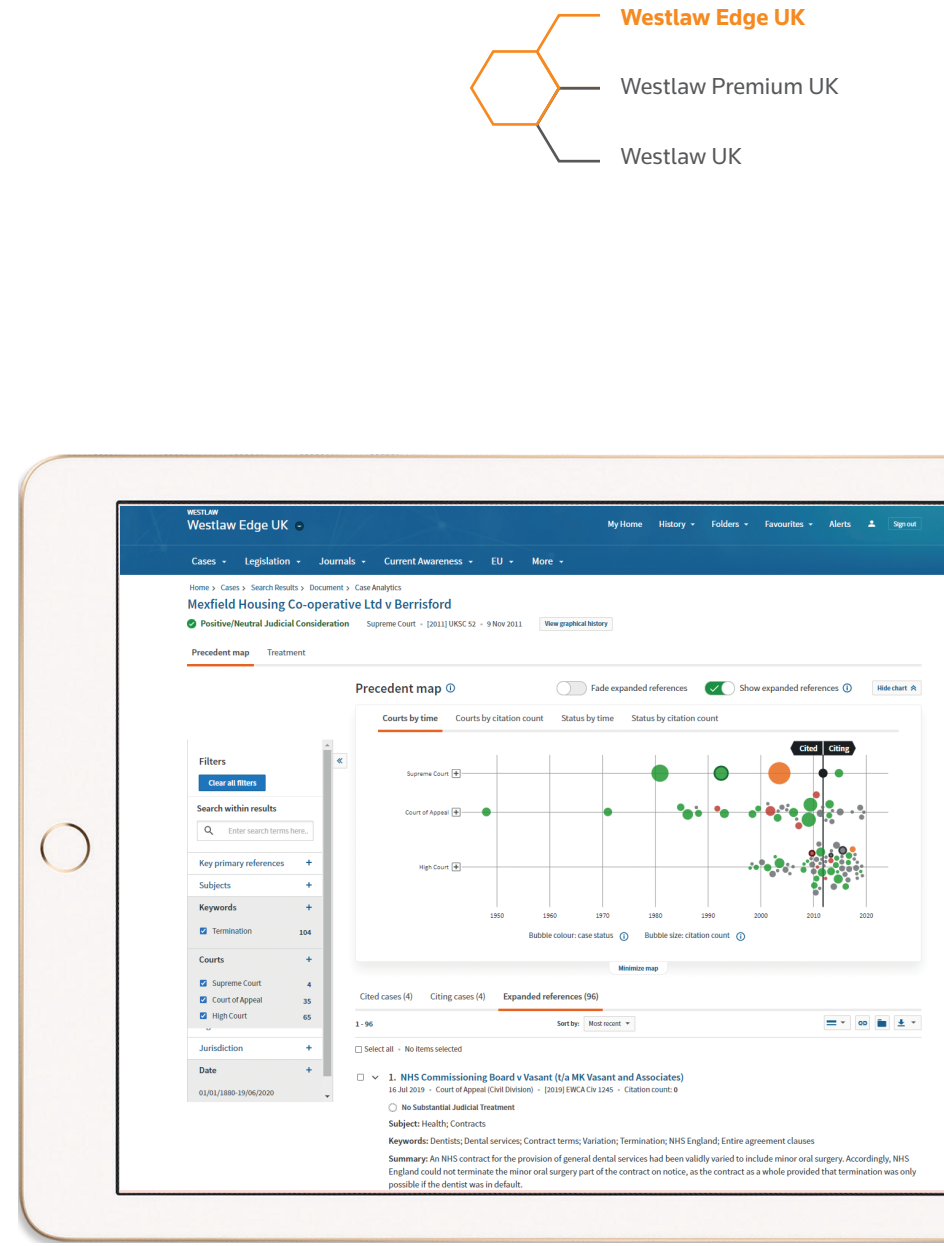 Westlaw Edge UK
Westlaw Premium UK
Westlaw UK
WESTLAW
Westlaw Edge UK
My Home History Folders Favourites Alerts Sign out
Cases Legislation Journals Current Awareness EU More
Home > Cases > Search Results > Document > Case Analytics
Mexfield Housing Co-operative Ltd v Berrisford
Positive/Neutral Judicial Consideration Supreme Court - [2011] UKSC 52 - 9 Nov 2011 View graphical history
Precedent map Treatment
Precedent map Fade expanded references Show expanded references Hide chart
Courts by time Courts by citation count Status by time Status by citation count
Cited Citing
Supreme Court
Court of Appeal
High Court
1950 1960 1970 1980 1990 2000 2010 2020
Bubble colour: case status Bubble size: citation count
Minimize map
Filters
Clear all filters
Search within results
Enter search terms here..
Key primary references +
Subjects +
Keywords +
Termination 104
Courts +
Supreme Court 4
Court of Appeal 35
High Court 65
Jurisdiction +
Date +
01/01/1880-19/06/2020
Cited cases (4) Citing cases (4) Expanded references (96)
1 - 96 Sort by: Most recent
Select all - No items selected
1. NHS Commissioning Board v Vasant (t/a MK Vasant and Associates)
16 Jul 2019 - Court of Appeal (Civil Division) - [2019] EWCA Civ 1245 - Citation count: 0
No Substantial Judicial Treatment
Subject: Health; Contracts
Keywords: Dentists; Dental services; Contract terms; Variation; Termination; NHS England; Entire agreement clauses
Summary: An NHS contract for the provision of general dental services had been validly varied to include minor oral surgery. Accordingly, NHS
England could not terminate the minor oral surgery part of the contract on notice, as the contract as a whole provided that termination was only
possible if the dentist was in default.